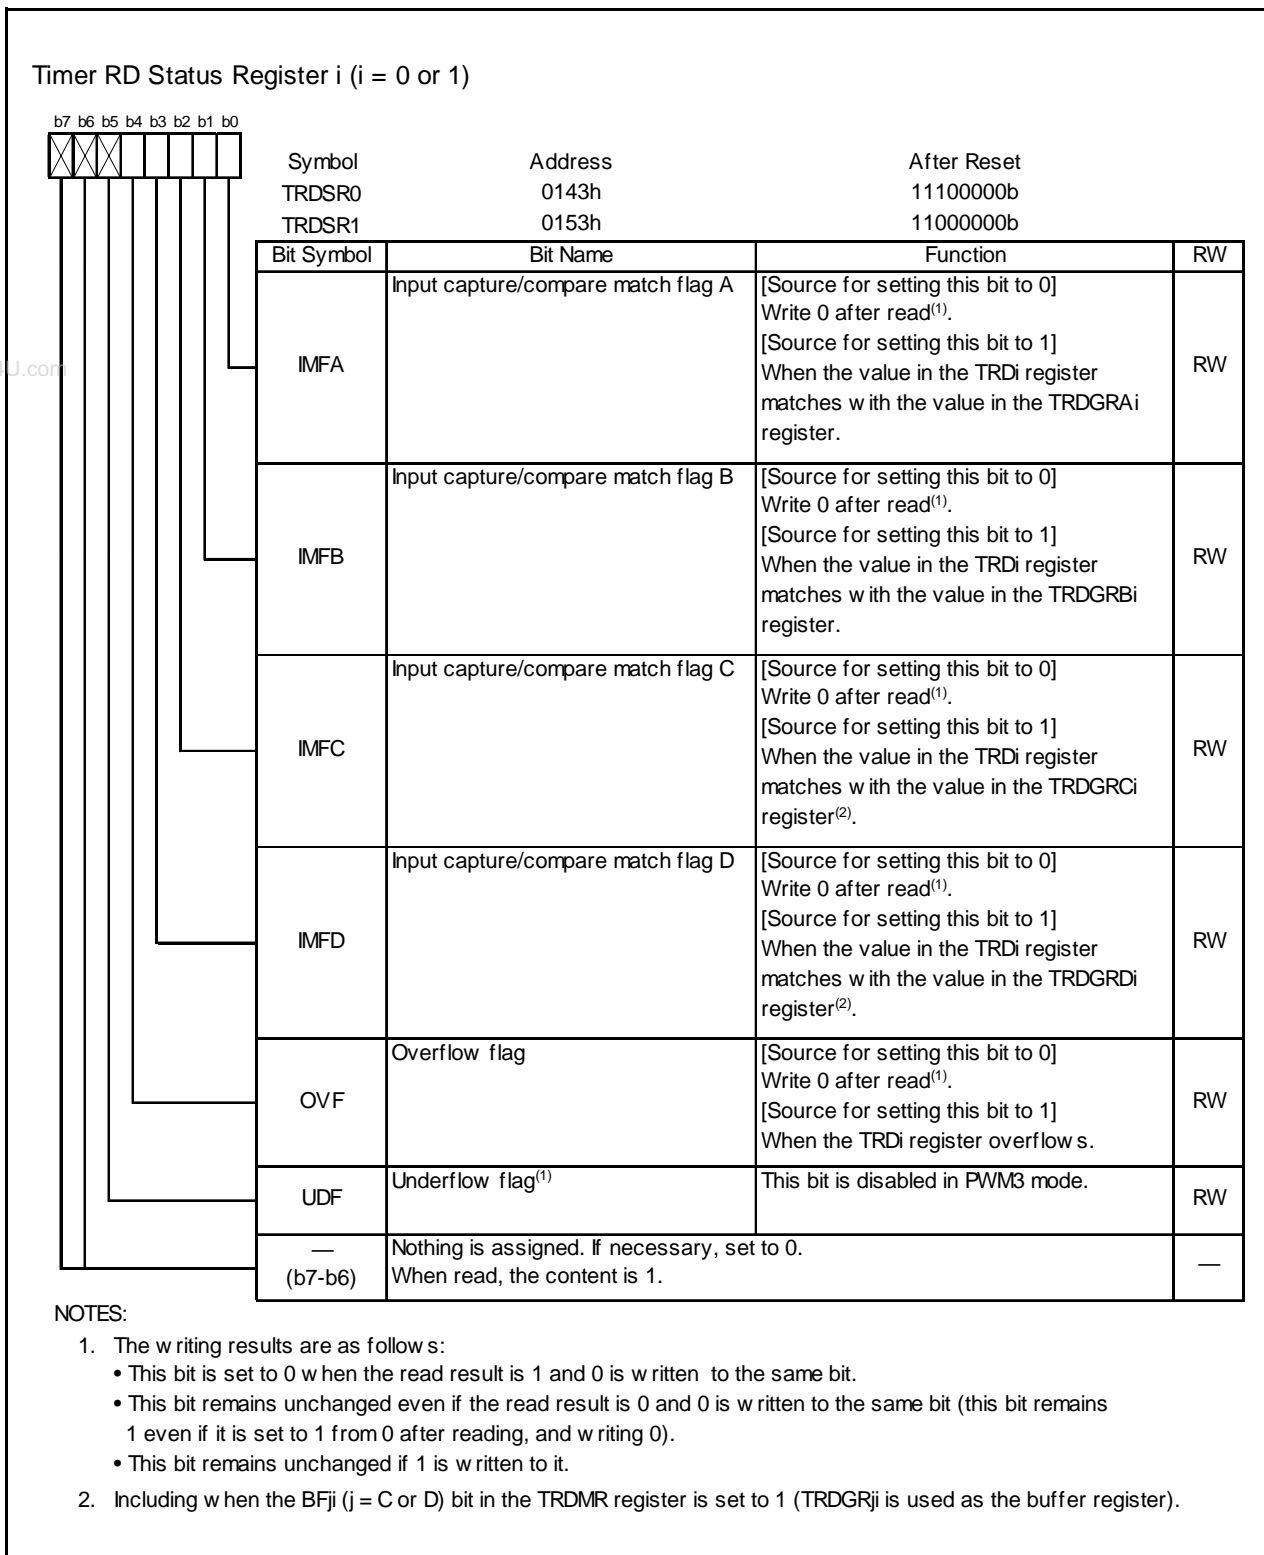 Timer RD Status Register i (i = 0 or 1)
b7 b6 b5 b4 b3 b2 b1 b0
Symbol Address After Reset
TRDSR0 0143h 11100000b
TRDSR1 0153h 11000000b
Bit Symbol Bit Name Function RW
IMFA Input capture/compare match flag A [Source for setting this bit to 0]
Write 0 after read(1).
[Source for setting this bit to 1]
When the value in the TRDi register
matches with the value in the TRDGRAi
register.
RW
IMFB Input capture/compare match flag B [Source for setting this bit to 0]
Write 0 after read(1).
[Source for setting this bit to 1]
When the value in the TRDi register
matches with the value in the TRDGRBi
register.
RW
IMFC Input capture/compare match flag C [Source for setting this bit to 0]
Write 0 after read(1).
[Source for setting this bit to 1]
When the value in the TRDi register
matches with the value in the TRDGRCi
register(2).
RW
IMFD Input capture/compare match flag D [Source for setting this bit to 0]
Write 0 after read(1).
[Source for setting this bit to 1]
When the value in the TRDi register
matches with the value in the TRDGRDi
register(2).
RW
OVF Overflow flag [Source for setting this bit to 0]
Write 0 after read(1).
[Source for setting this bit to 1]
When the TRDi register overflows.
RW
UDF Underflow flag(1) This bit is disabled in PWM3 mode. RW
—
(b7-b6)
Nothing is assigned. If necessary, set to 0.
When read, the content is 1.
—
4U.com
NOTES:
1. The writing results are as follows:
• This bit is set to 0 when the read result is 1 and 0 is written to the same bit.
• This bit remains unchanged even if the read result is 0 and 0 is written to the same bit (this bit remains
1 even if it is set to 1 from 0 after reading, and writing 0).
• This bit remains unchanged if 1 is written to it.
2. Including when the BFji (j = C or D) bit in the TRDMR register is set to 1 (TRDGRji is used as the buffer register).